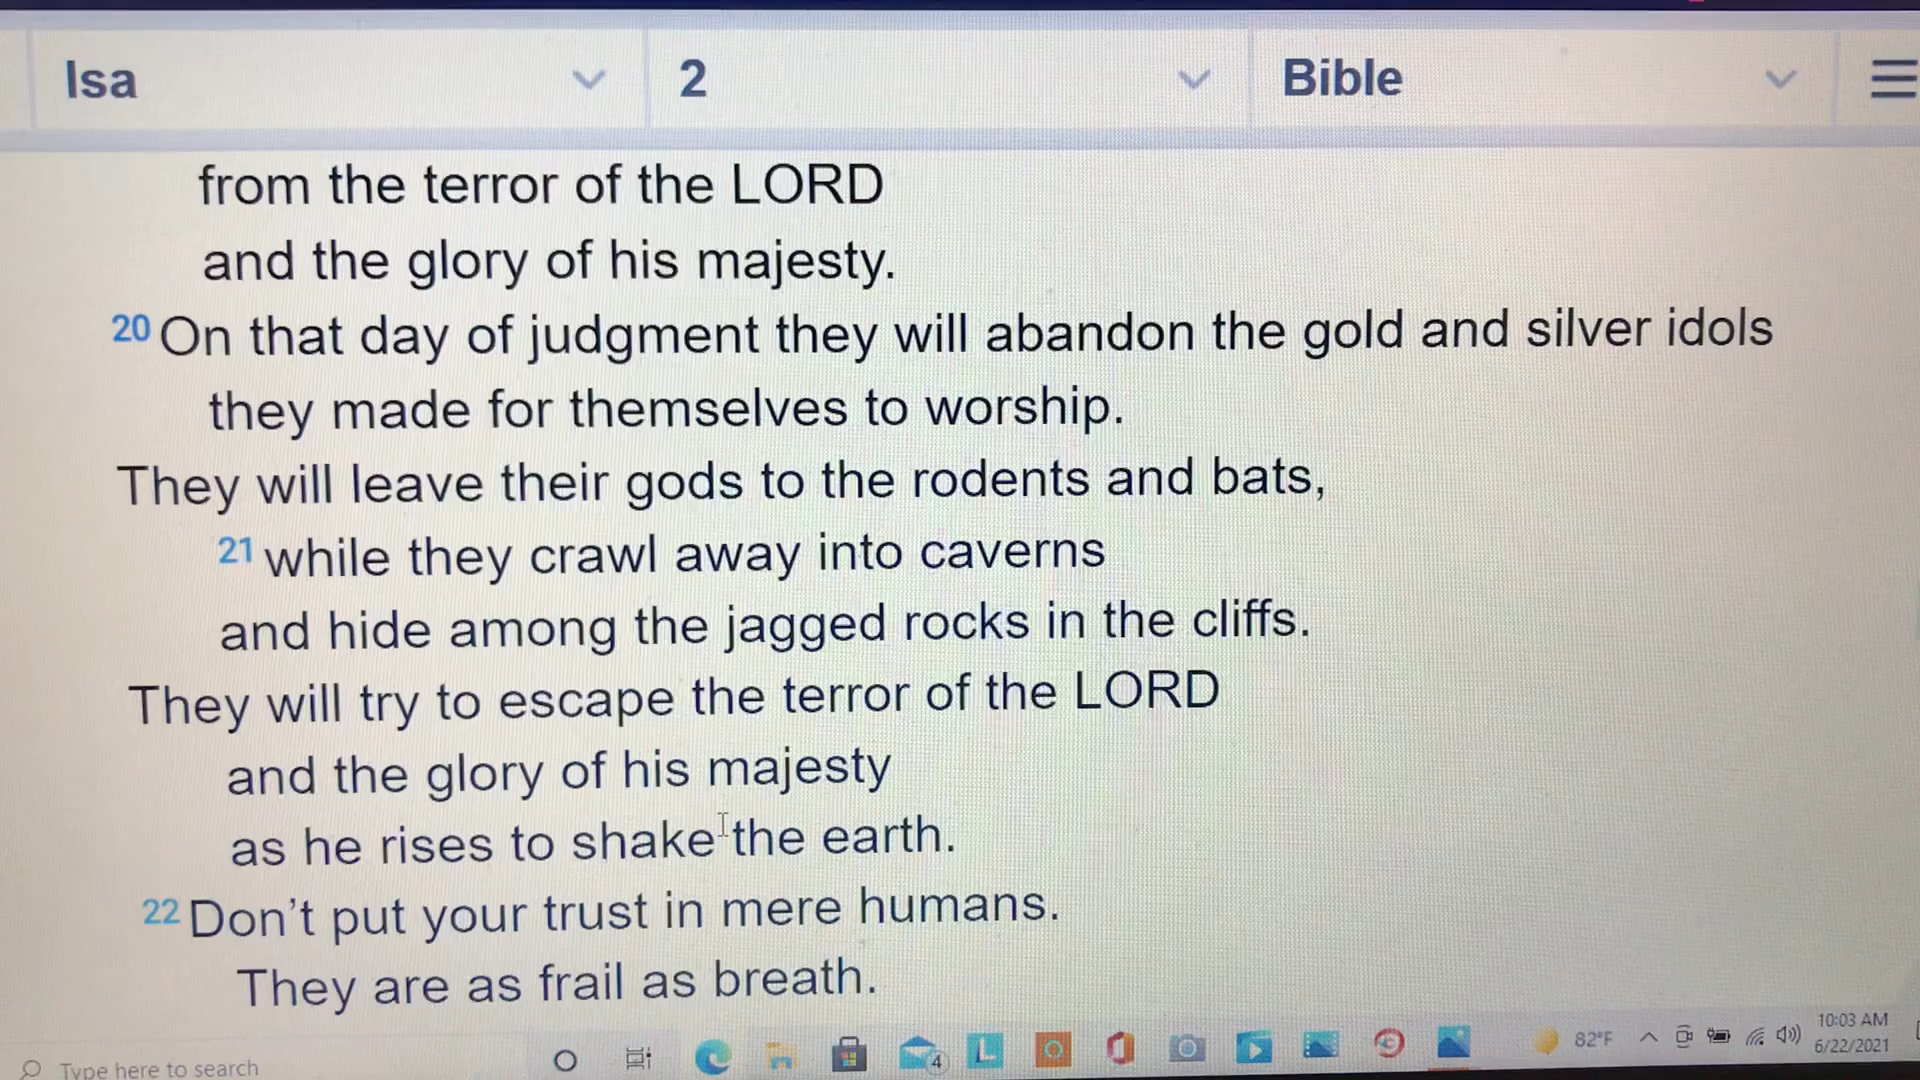 Isa 2 Bible
from the terror of the LORD
and the glory of his majesty.
20 On that day of judgment they will abandon the gold and silver idols
they made for themselves to worship.
They will leave their gods to the rodents and bats,
21 while they crawl away into caverns
and hide among the jagged rocks in the cliffs.
They will try to escape the terror of the LORD
and the glory of his majesty
as he rises to shake the earth.
22 Don't put your trust in mere humans.
They are as frail as breath.
Type here to search
4
L
82°F
10:03 AM
6/22/2021